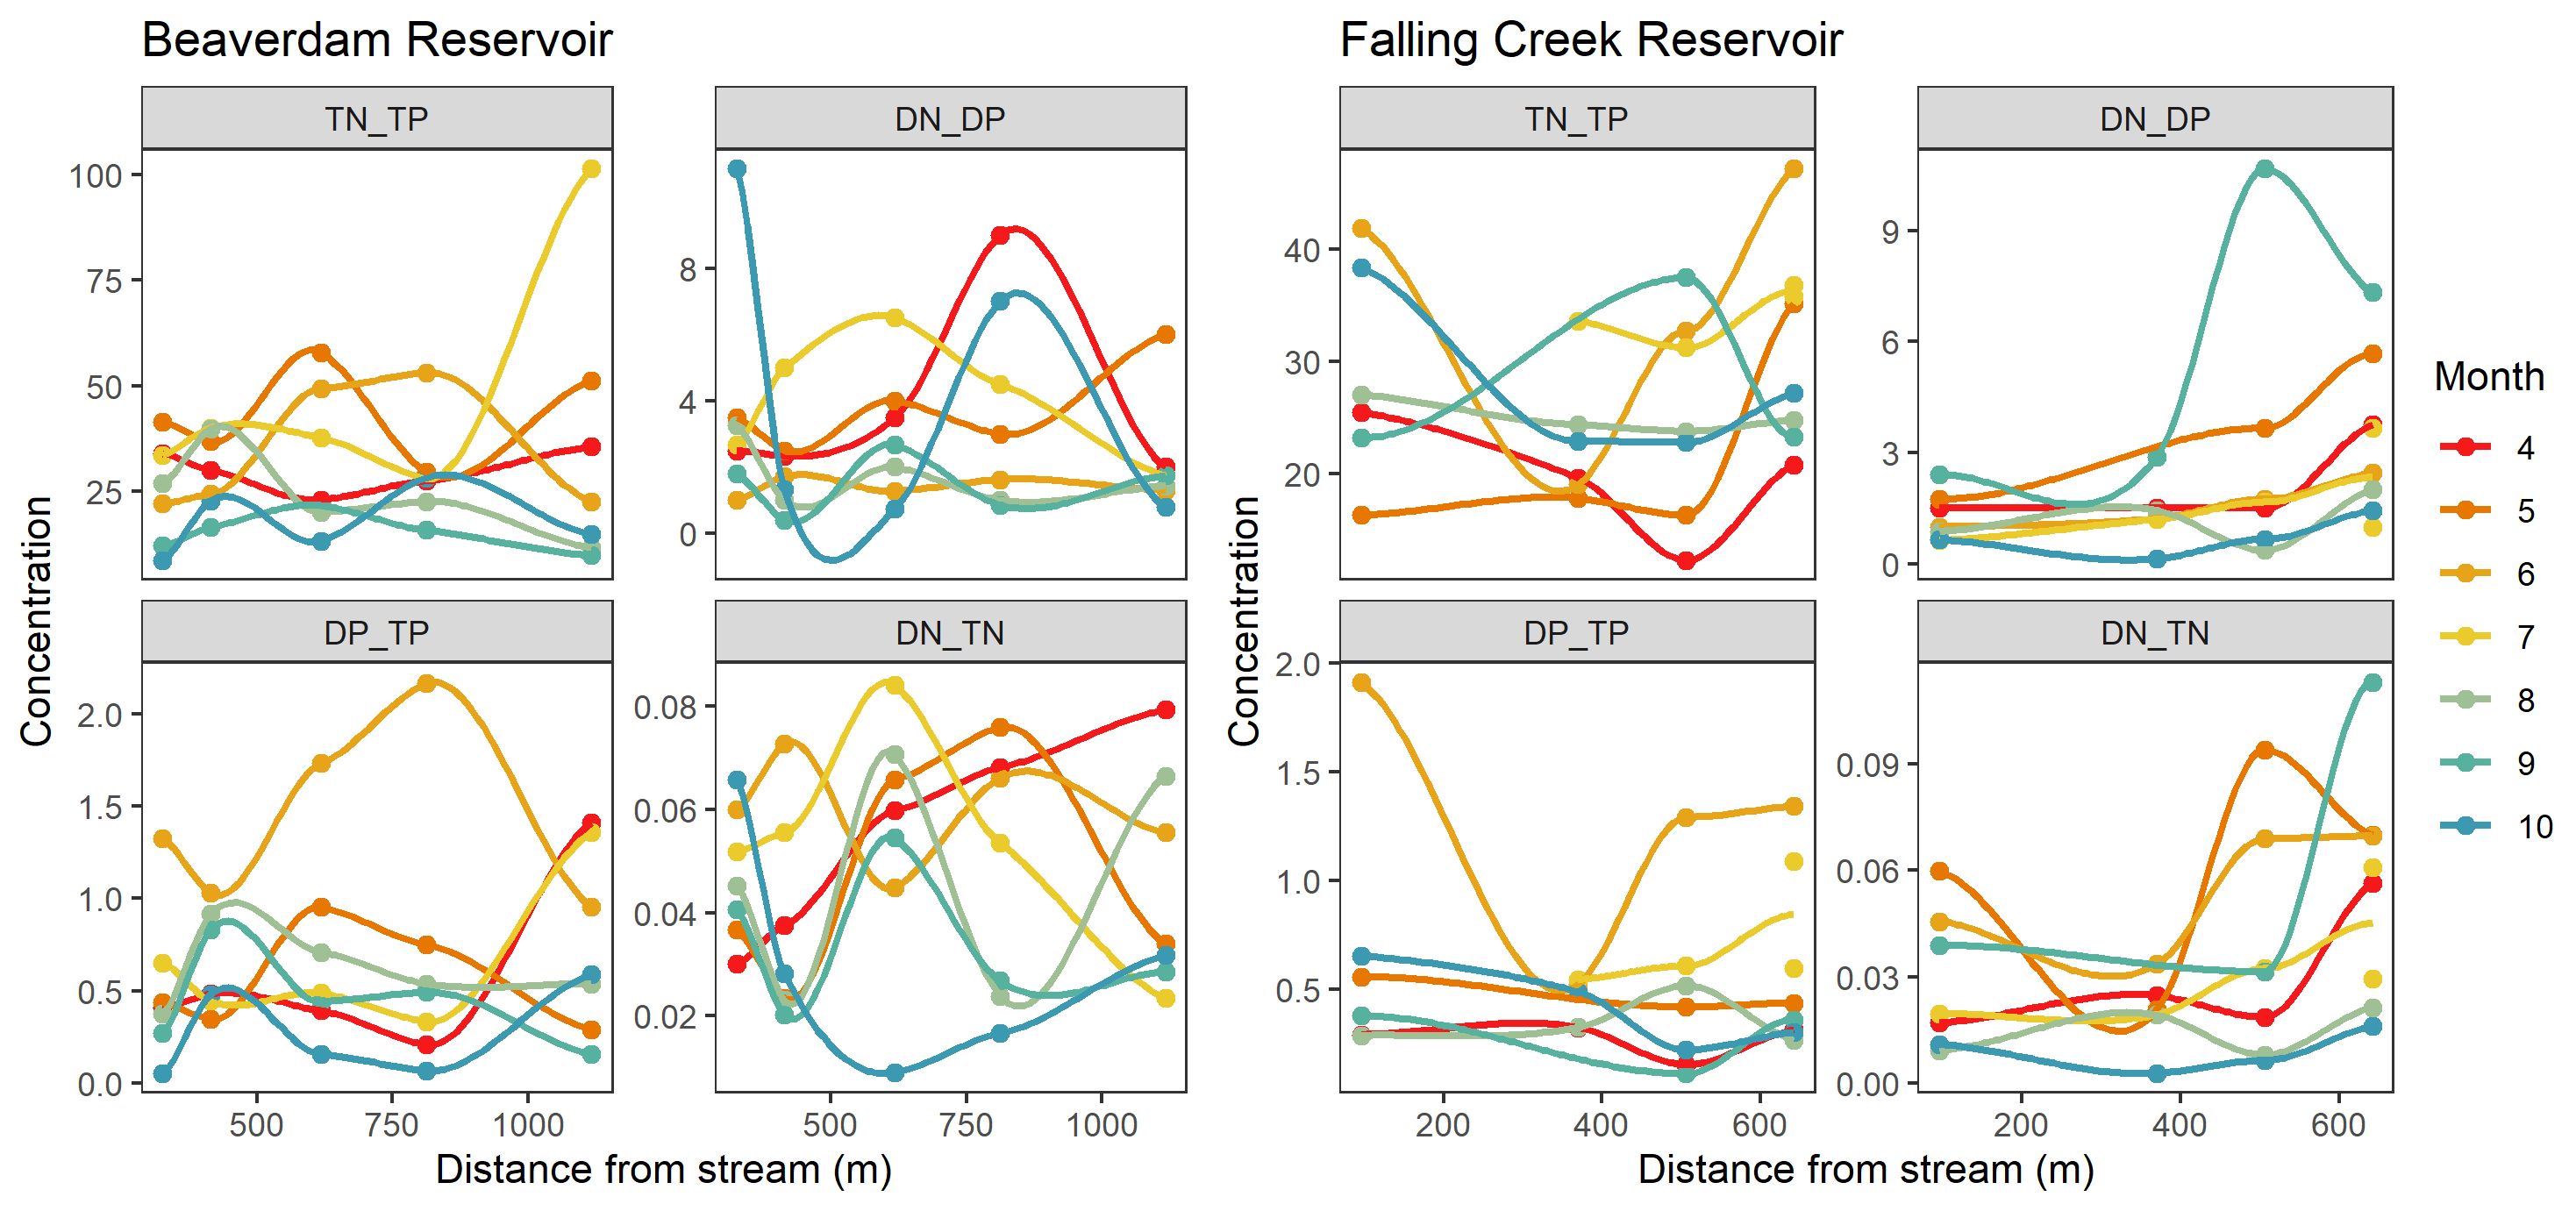 Beaverdam Reservoir
Falling Creek Reservoir
TN_TP
DN_DP
TN_TP
DN_DP
100
75
50
25
8
4
0
40
30
20
9
6
3
0
DP_TP
DN_TN
DP_TP
DN_TN
2.0
1.5
1.0
0.5
0.0
0.08
0.06
0.04
0.02
2.0
1.5
1.0
0.5
0.09
0.06
0.03
0.00
500 750 1000
500 750 1000
200 400 600
200 400 600
Concentration
Concentration
Distance from stream (m)
Distance from stream (m)
Month
4
5
6
7
8
9
10